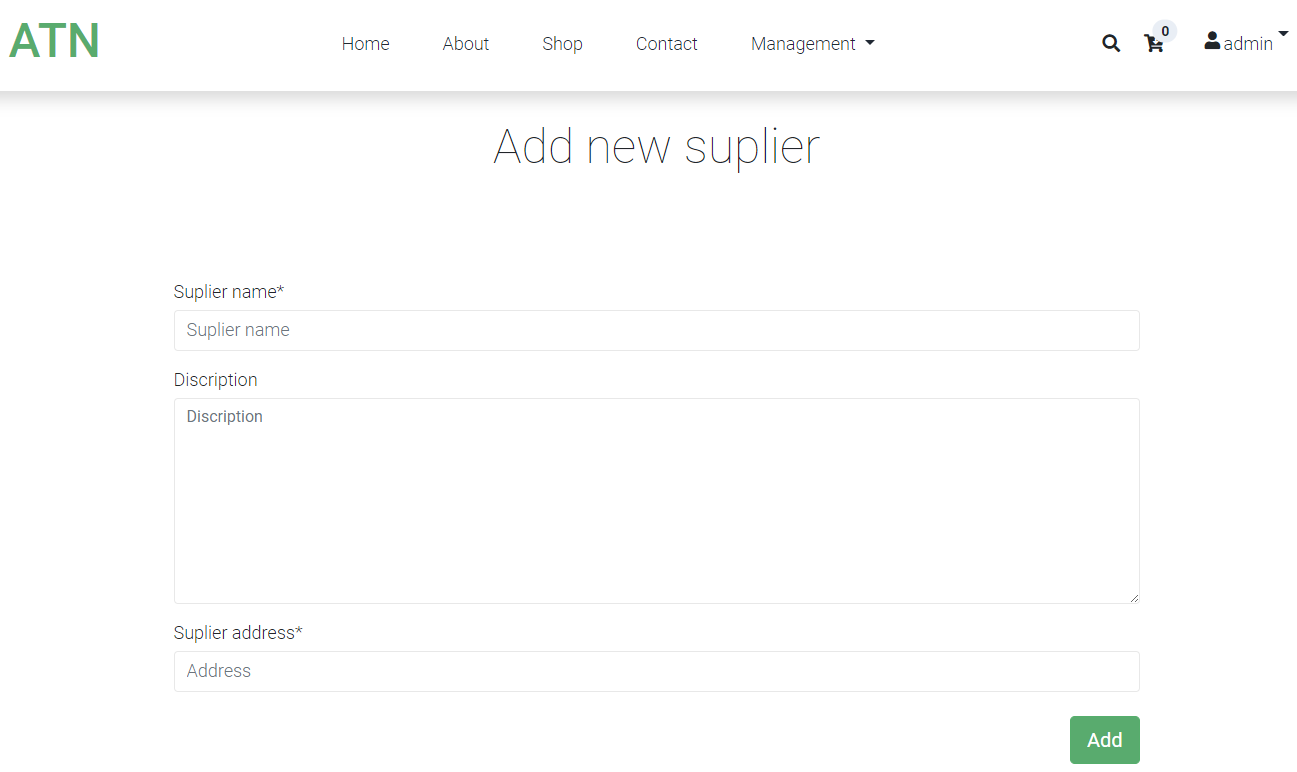 ATN
Home About Shop Contact Management 0 admin
Add new suplier
Suplier name*
Suplier name
Discription
Discription
Suplier address*
Address
Add